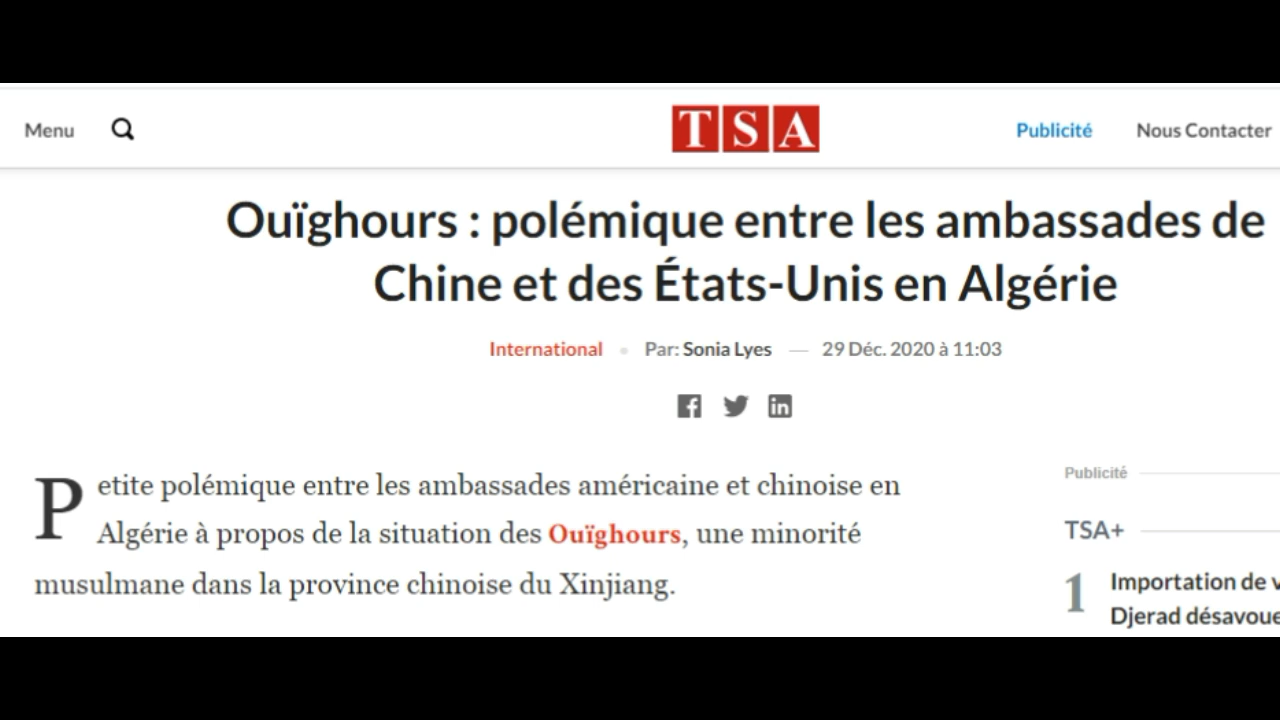 Menu
TSA
Publicité
Nous Contacter
Ouïghours : polémique entre les ambassades de
Chine et des États-Unis en Algérie
International • Par: Sonia Lyes — 29 Déc. 2020 à 11:03
Petite polémique entre les ambassades américaine et chinoise en
Algérie à propos de la situation des Ouïghours, une minorité
musulmane dans la province chinoise du Xinjiang.
Publicité
TSA+
1
Importation de
Djerad désavoue